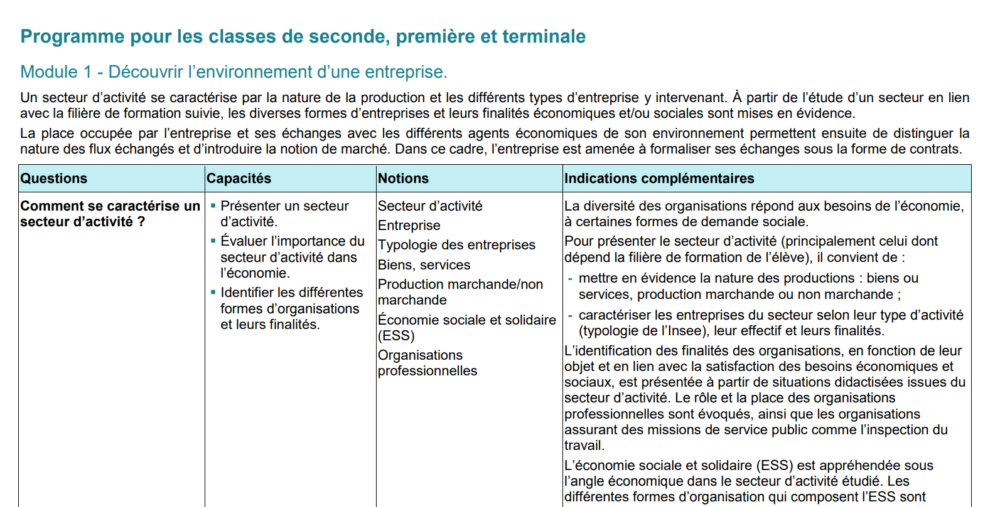 Programme pour les classes de seconde, première et terminale
Module 1 - Découvrir l’environnement d’une entreprise.
Un secteur d’activité se caractérise par la nature de la production et les différents types d’entreprise y intervenant. À partir de l’étude d’un secteur en lien
avec la filière de formation suivie, les diverses formes d’entreprises et leurs finalités économiques et/ou sociales sont mises en évidence.
La place occupée par l’entreprise et ses échanges avec les différents agents économiques de son environnement permettent ensuite de distinguer la
nature des flux échangés et d’introduire la notion de marché. Dans ce cadre, l’entreprise est amenée à formaliser ses échanges sous la forme de contrats.
Questions
Capacités
Notions
Indications complémentaires
Comment se caractérise un
secteur d’activité ?
▪ Présenter un secteur
d’activité.
▪ Évaluer l’importance du
secteur d’activité dans
l’économie.
▪ Identifier les différentes
formes d’organisations
et leurs finalités.
Secteur d’activité
Entreprise
Typologie des entreprises
Biens, services
Production marchande/non
marchande
Économie sociale et solidaire
(ESS)
Organisations
professionnelles
La diversité des organisations répond aux besoins de l’économie,
à certaines formes de demande sociale.
Pour présenter le secteur d’activité (principalement celui dont
dépend la filière de formation de l’élève), il convient de :
- mettre en évidence la nature des productions : biens ou
services, production marchande ou non marchande ;
- caractériser les entreprises du secteur selon leur type d’activité
(typologie de l’Insee), leur effectif et leurs finalités.
L’identification des finalités des organisations, en fonction de leur
objet et en lien avec la satisfaction des besoins économiques et
sociaux, est présentée à partir de situations didactisées issues du
secteur d’activité. Le rôle et la place des organisations
professionnelles sont évoqués, ainsi que les organisations
assurant des missions de service public comme l’inspection du
travail.
L’économie sociale et solidaire (ESS) est appréhendée sous
l’angle économique dans le secteur d’activité étudié. Les
différentes formes d’organisation qui composent l’ESS sont